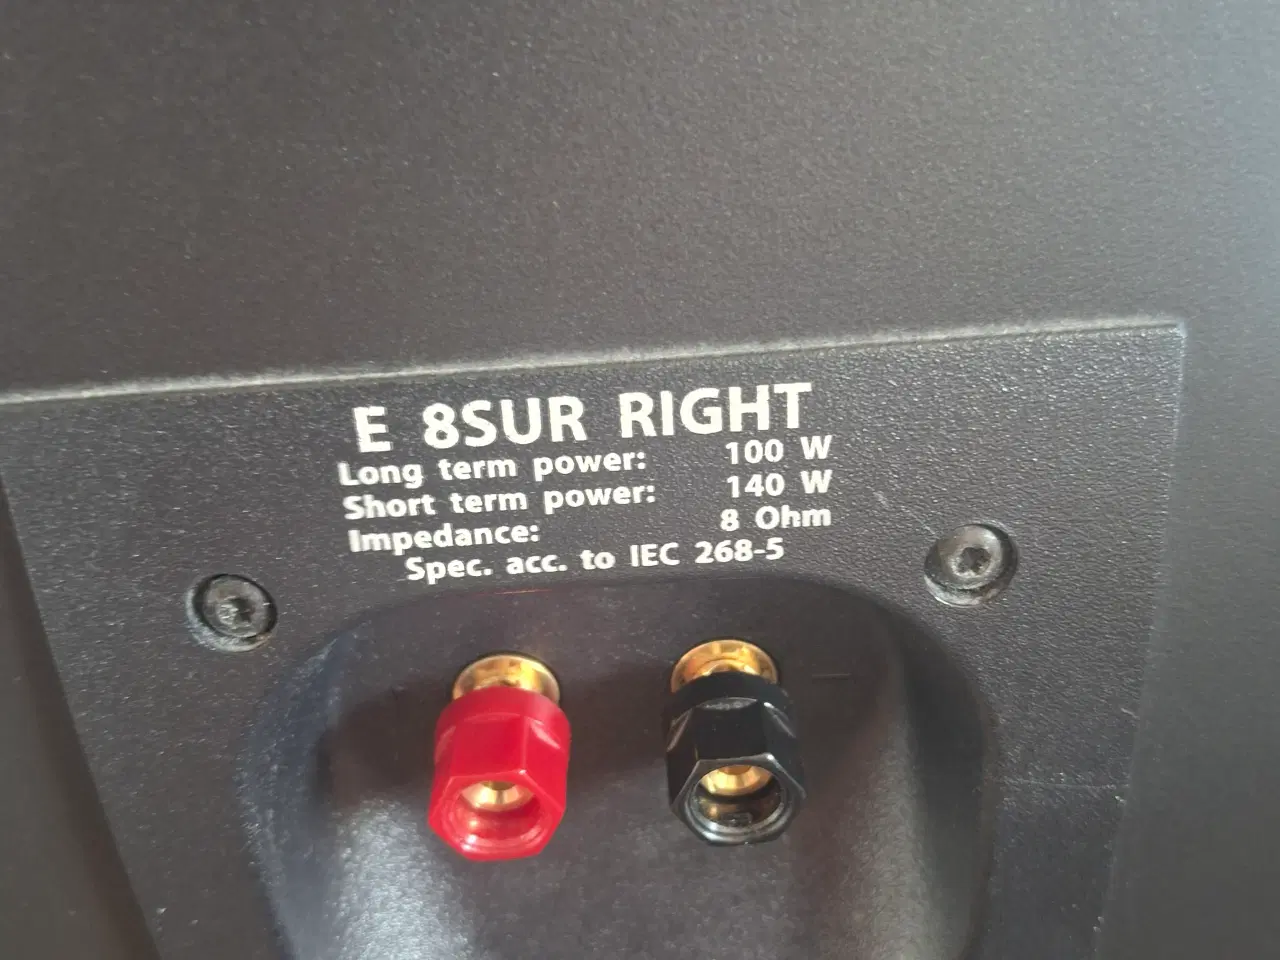 E 8SUR RIGHT
Long term power: 100 W
Short term power: 140 W
Impedance: 8 Ohm
Spec. acc. to IEC 268-5